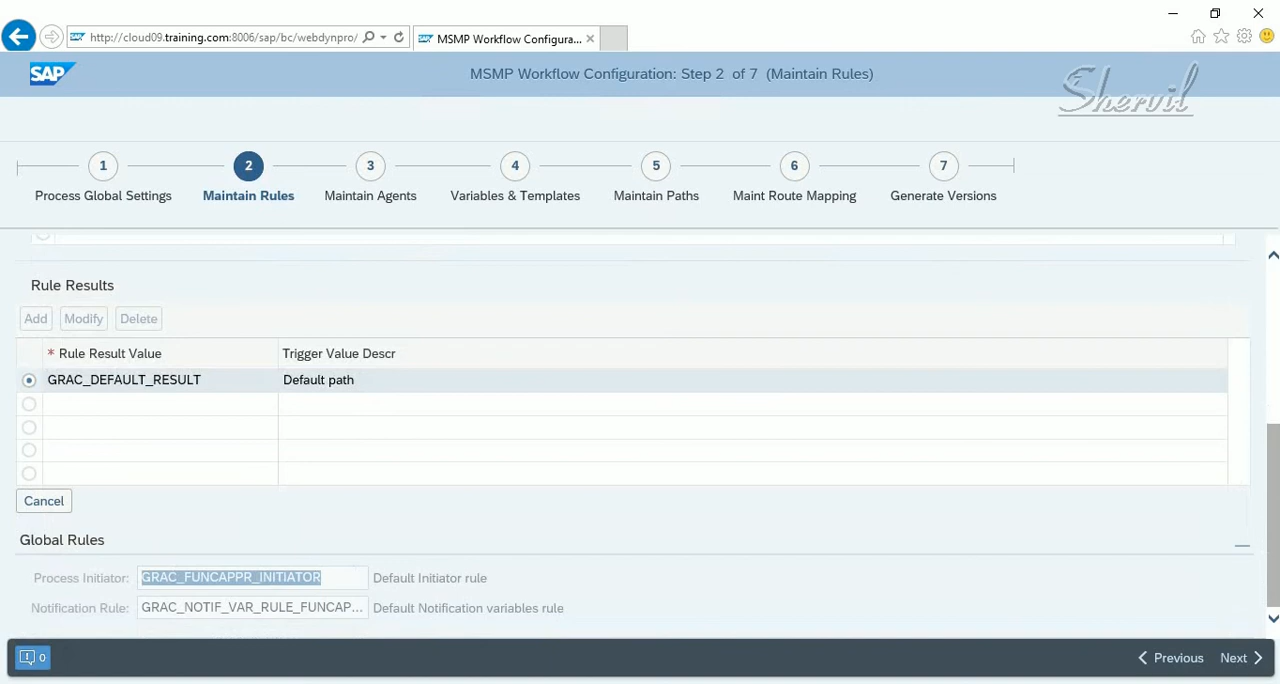 http://cloud09.training.com:8006/sap/bc/webdynpro/
MSMP Workflow Configura...
SAP
MSMP Workflow Configuration: Step 2 of 7 (Maintain Rules)
Shervil
1 2 3 4 5 6 7
Process Global Settings Maintain Rules Maintain Agents Variables & Templates Maintain Paths Maint Route Mapping Generate Versions
Rule Results
Add Modify Delete
* Rule Result Value Trigger Value Descr
GRAC_DEFAULT_RESULT Default path
Cancel
Global Rules
Process Initiator: GRAC_FUNCAPPR_INITIATOR Default Initiator rule
Notification Rule: GRAC_NOTIF_VAR_RULE_FUNCAP... Default Notification variables rule
0 Previous Next